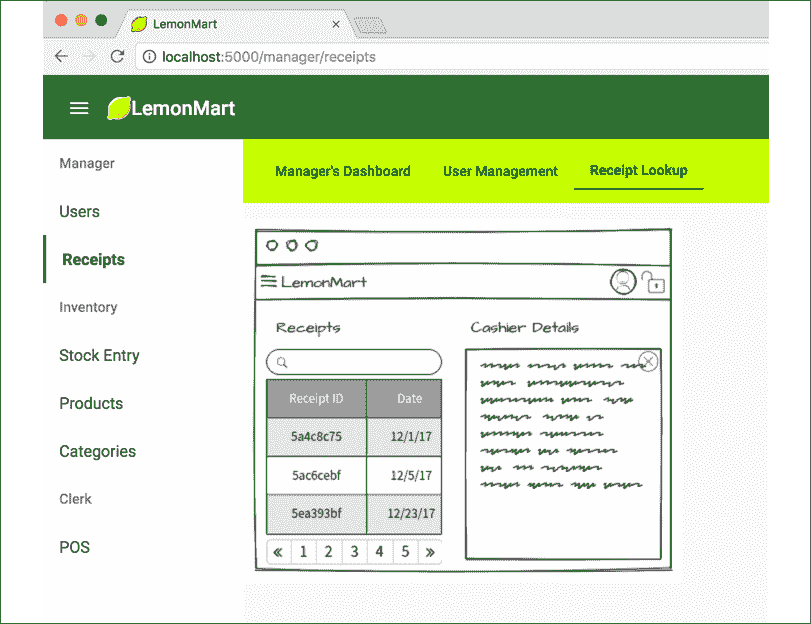 LemonMart
localhost:5000/manager/receipts
LemonMart
Manager
Users
Receipts
Inventory
Stock Entry
Products
Categories
Clerk
POS
Manager's Dashboard User Management Receipt Lookup
LemonMart
Receipts
Receipt ID Date
5a4c8c75 12/1/17
5ac6cebf 12/5/17
5ea393bf 12/23/17
« 1 2 3 4 5 »
Cashier Details